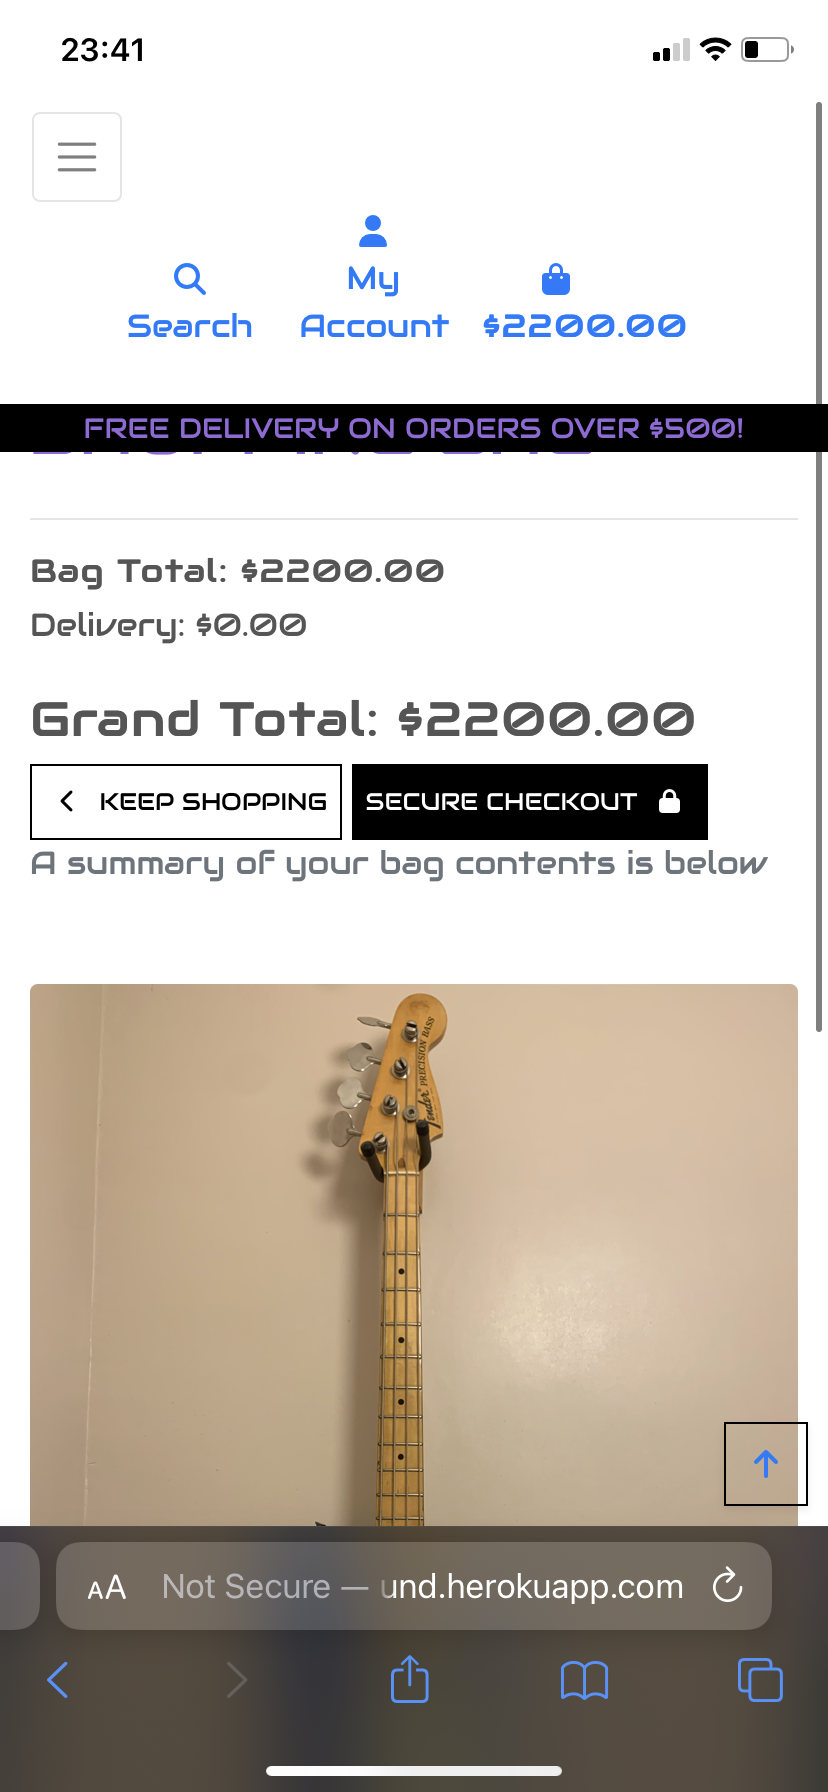 23:41
Search
My
Account
$2200.00
FREE DELIVERY ON ORDERS OVER $500!
Bag Total: $2200.00
Delivery: $0.00
Grand Total: $2200.00
KEEP SHOPPING
SECURE CHECKOUT
A summary of your bag contents is below
Fender PRECISION BASS
AA
Not Secure — und.herokuapp.com